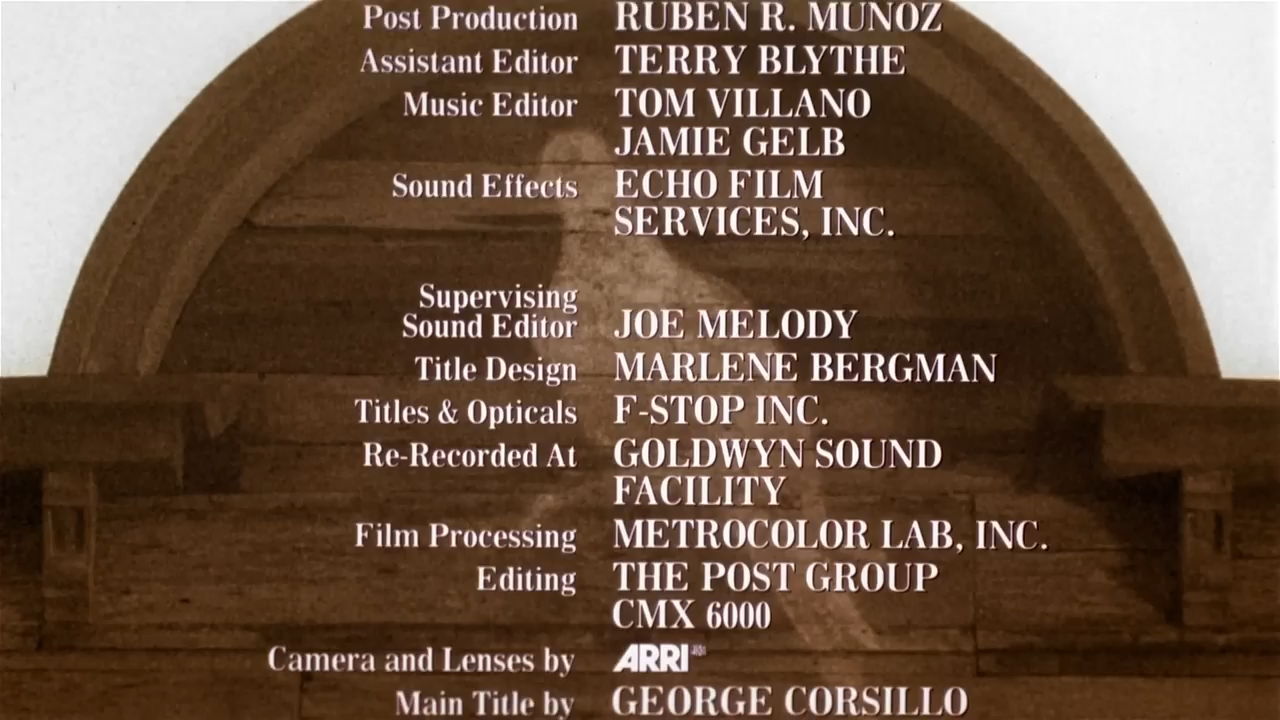 Post Production RUBEN R. MUNOZ
Assistant Editor TERRY BLYTHE
Music Editor TOM VILLANO
JAMIE GELB
Sound Effects ECHO FILM
SERVICES, INC.
Supervising
Sound Editor JOE MELODY
Title Design MARLENE BERGMAN
Titles & Opticals F-STOP INC.
Re-Recorded At GOLDWYN SOUND
FACILITY
Film Processing METROCOLOR LAB, INC.
Editing THE POST GROUP
CMX 6000
Camera and Lenses by ARRI
Main Title by GEORGE CORSILLO